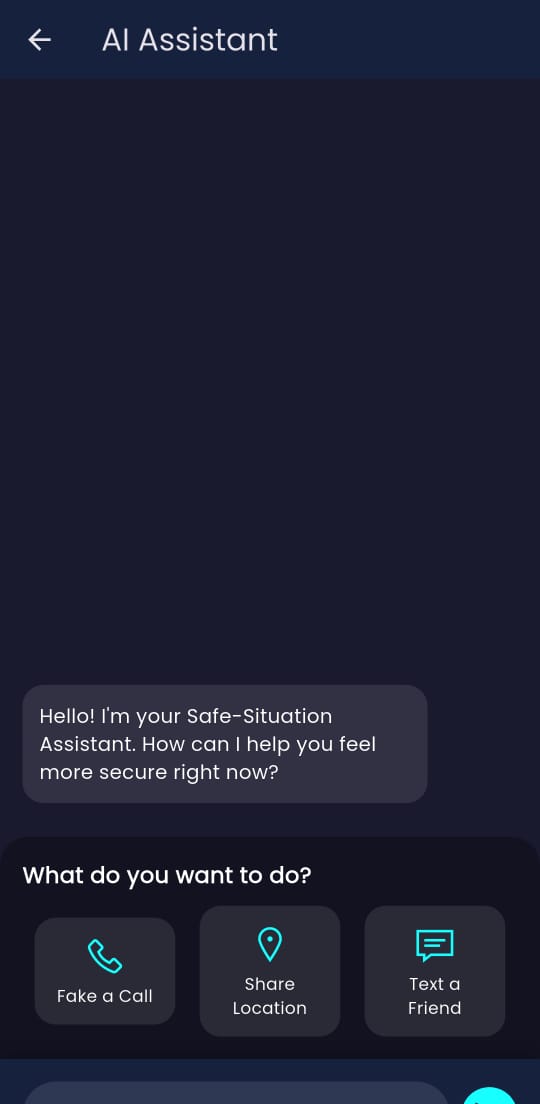 AI Assistant
Hello! I'm your Safe-Situation
Assistant. How can I help you feel
more secure right now?
What do you want to do?
Fake a Call
Share
Location
Text a
Friend